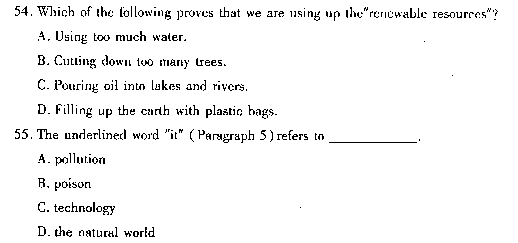 54. Which of the following proves that we are using up the"renewable resources"?
A. Using too much water.
B. Cutting down too many trees.
C. Pouring oil into lakes and rivers.
D. Filling up the earth with plastic bags.
55. The underlined word "it" (Paragraph 5) refers to ____________.
A. pollution
B. poison
C. technology
D. the natural world